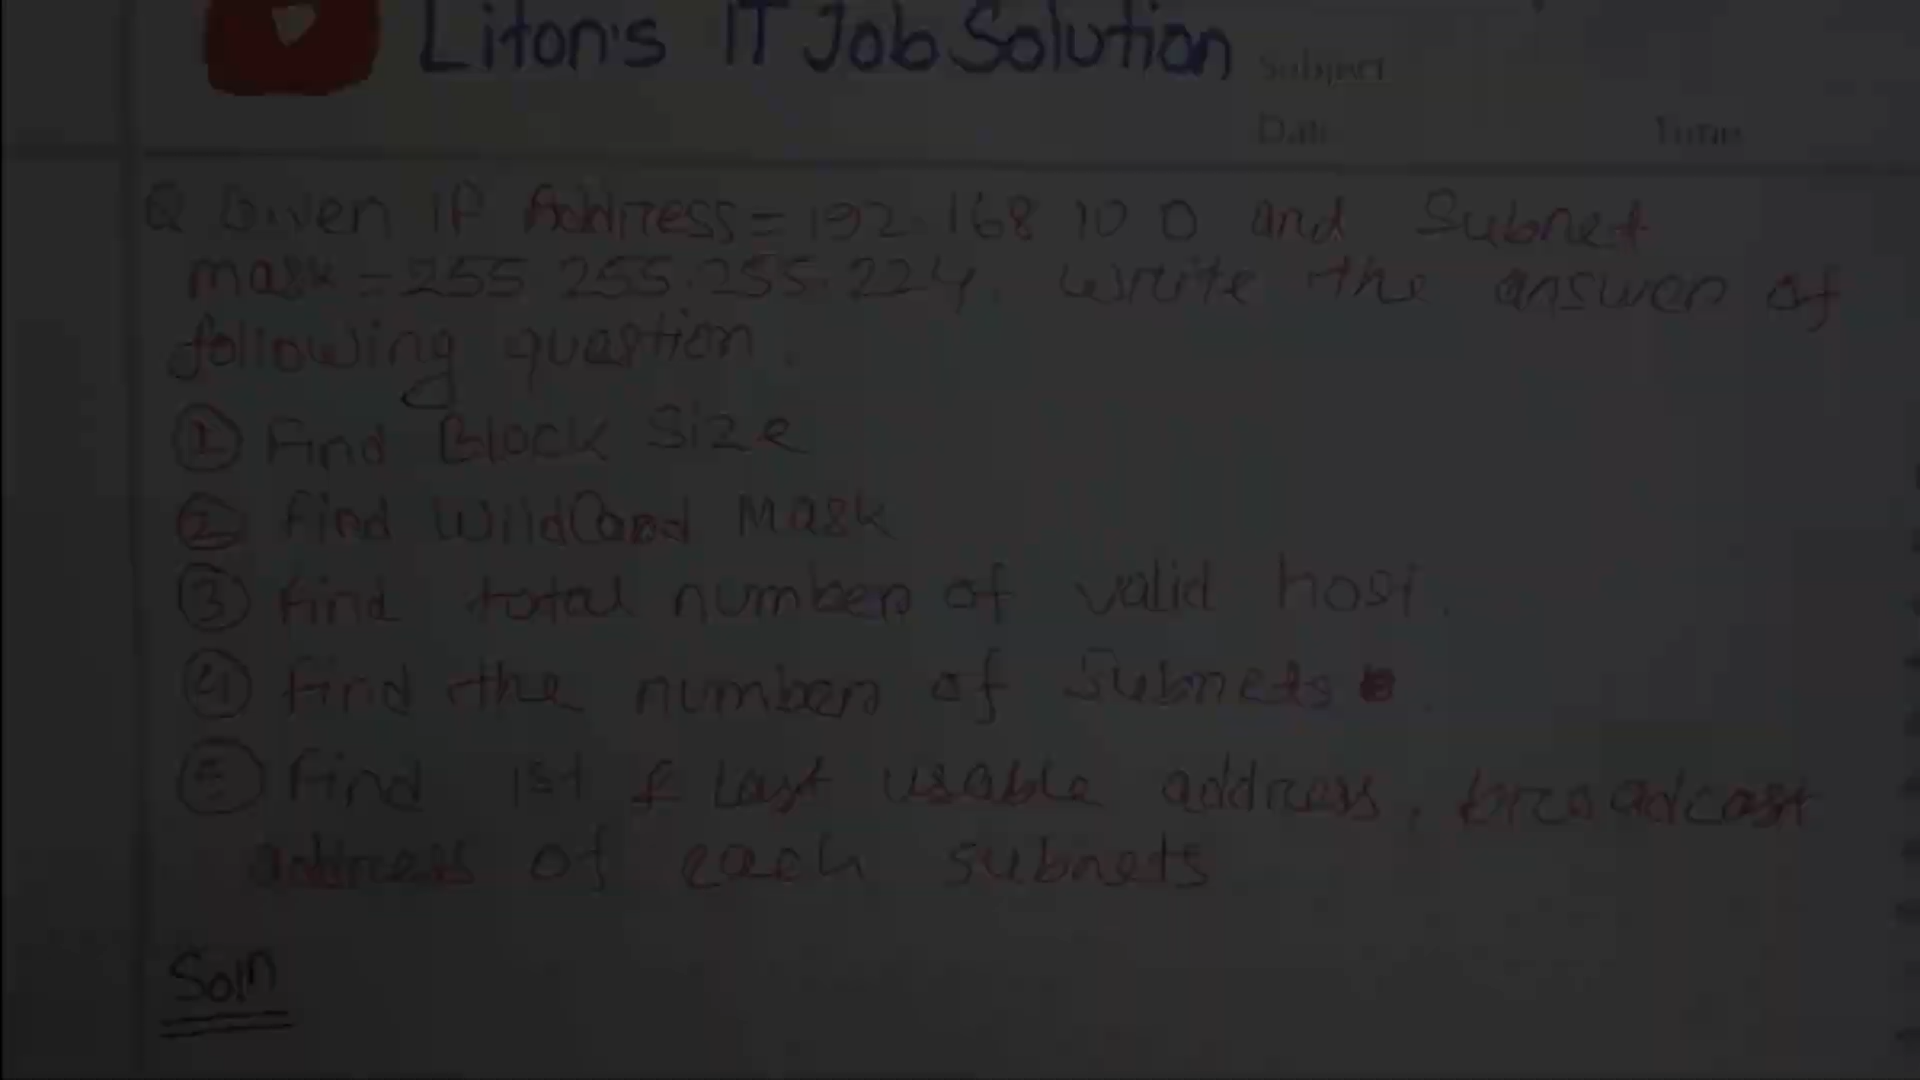 Liton's IT Job Solution
Subject
Date Time
Q Given IP Address = 192.168.10.0 and Subnet
mask = 255.255.255.224. Write the answer of
following question.
① Find Block Size
② Find WildCard Mask
③ Find total number of valid host.
④ Find the number of Subnets.
⑤ Find 1st & Last usable address, broadcast
address of each subnets
Soln